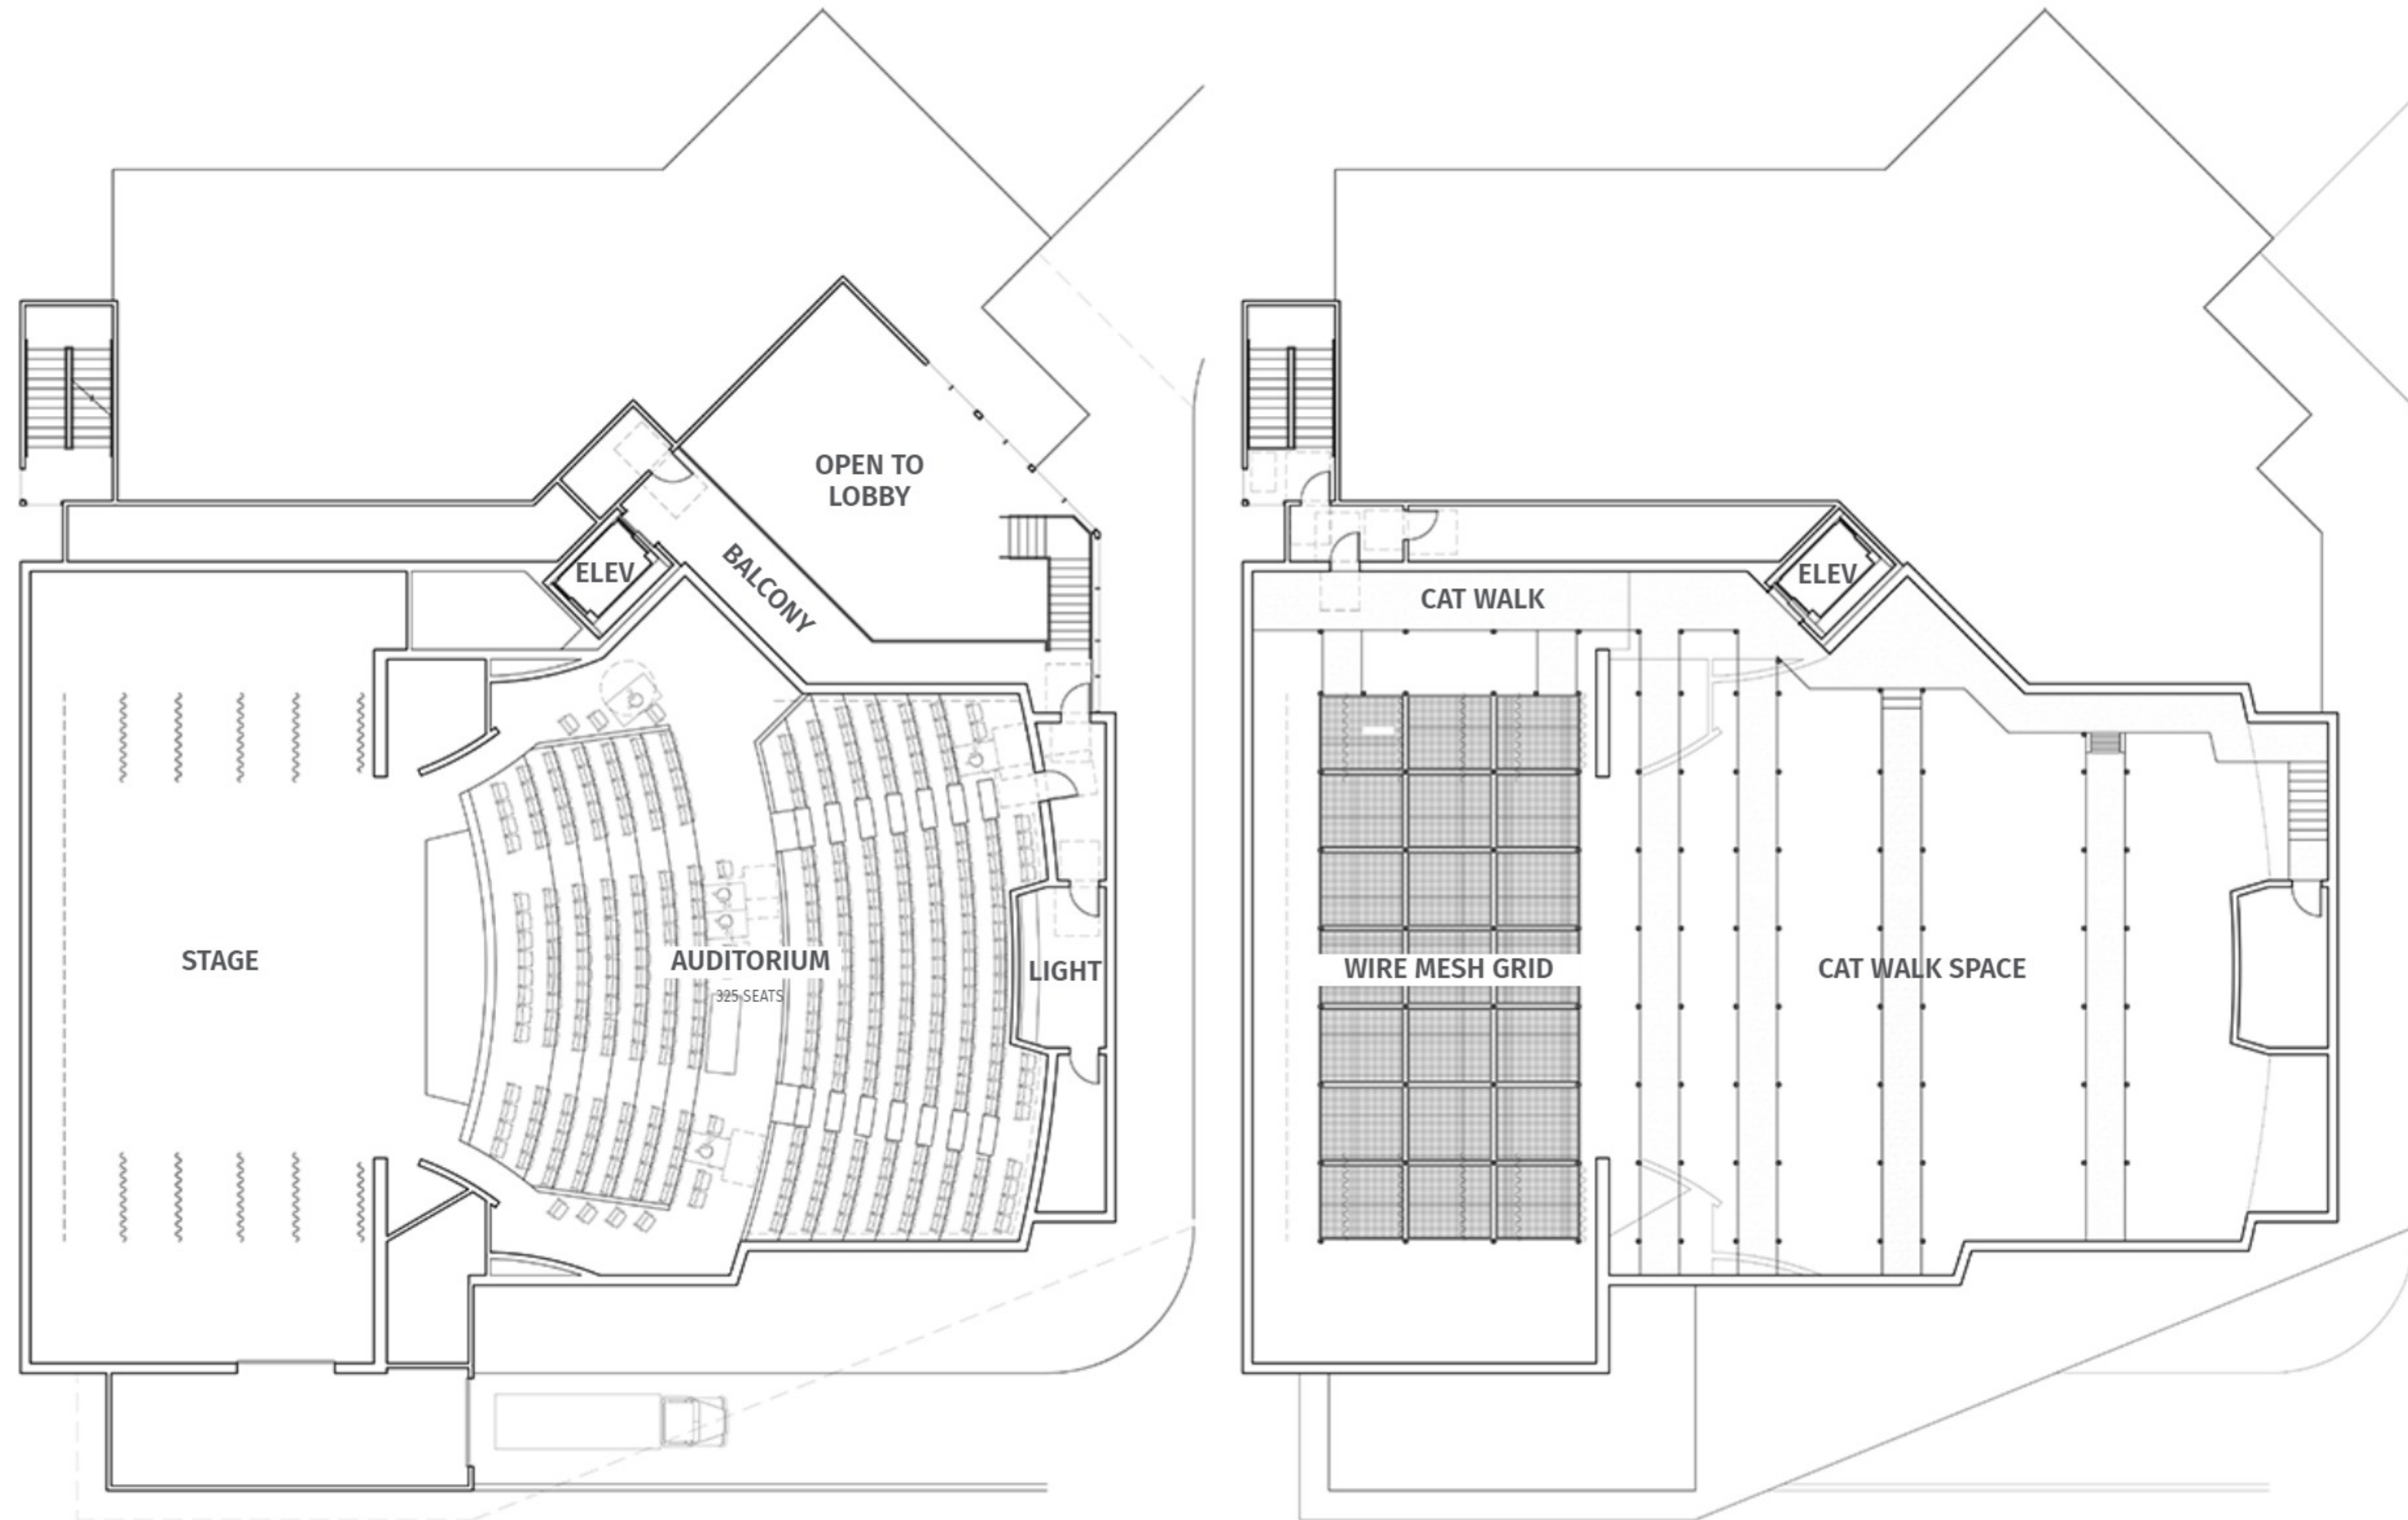 OPEN TO
LOBBY
ELEV
BALCONY
STAGE
AUDITORIUM
325 SEATS
LIGHT
ELEV
CAT WALK
WIRE MESH GRID
CAT WALK SPACE